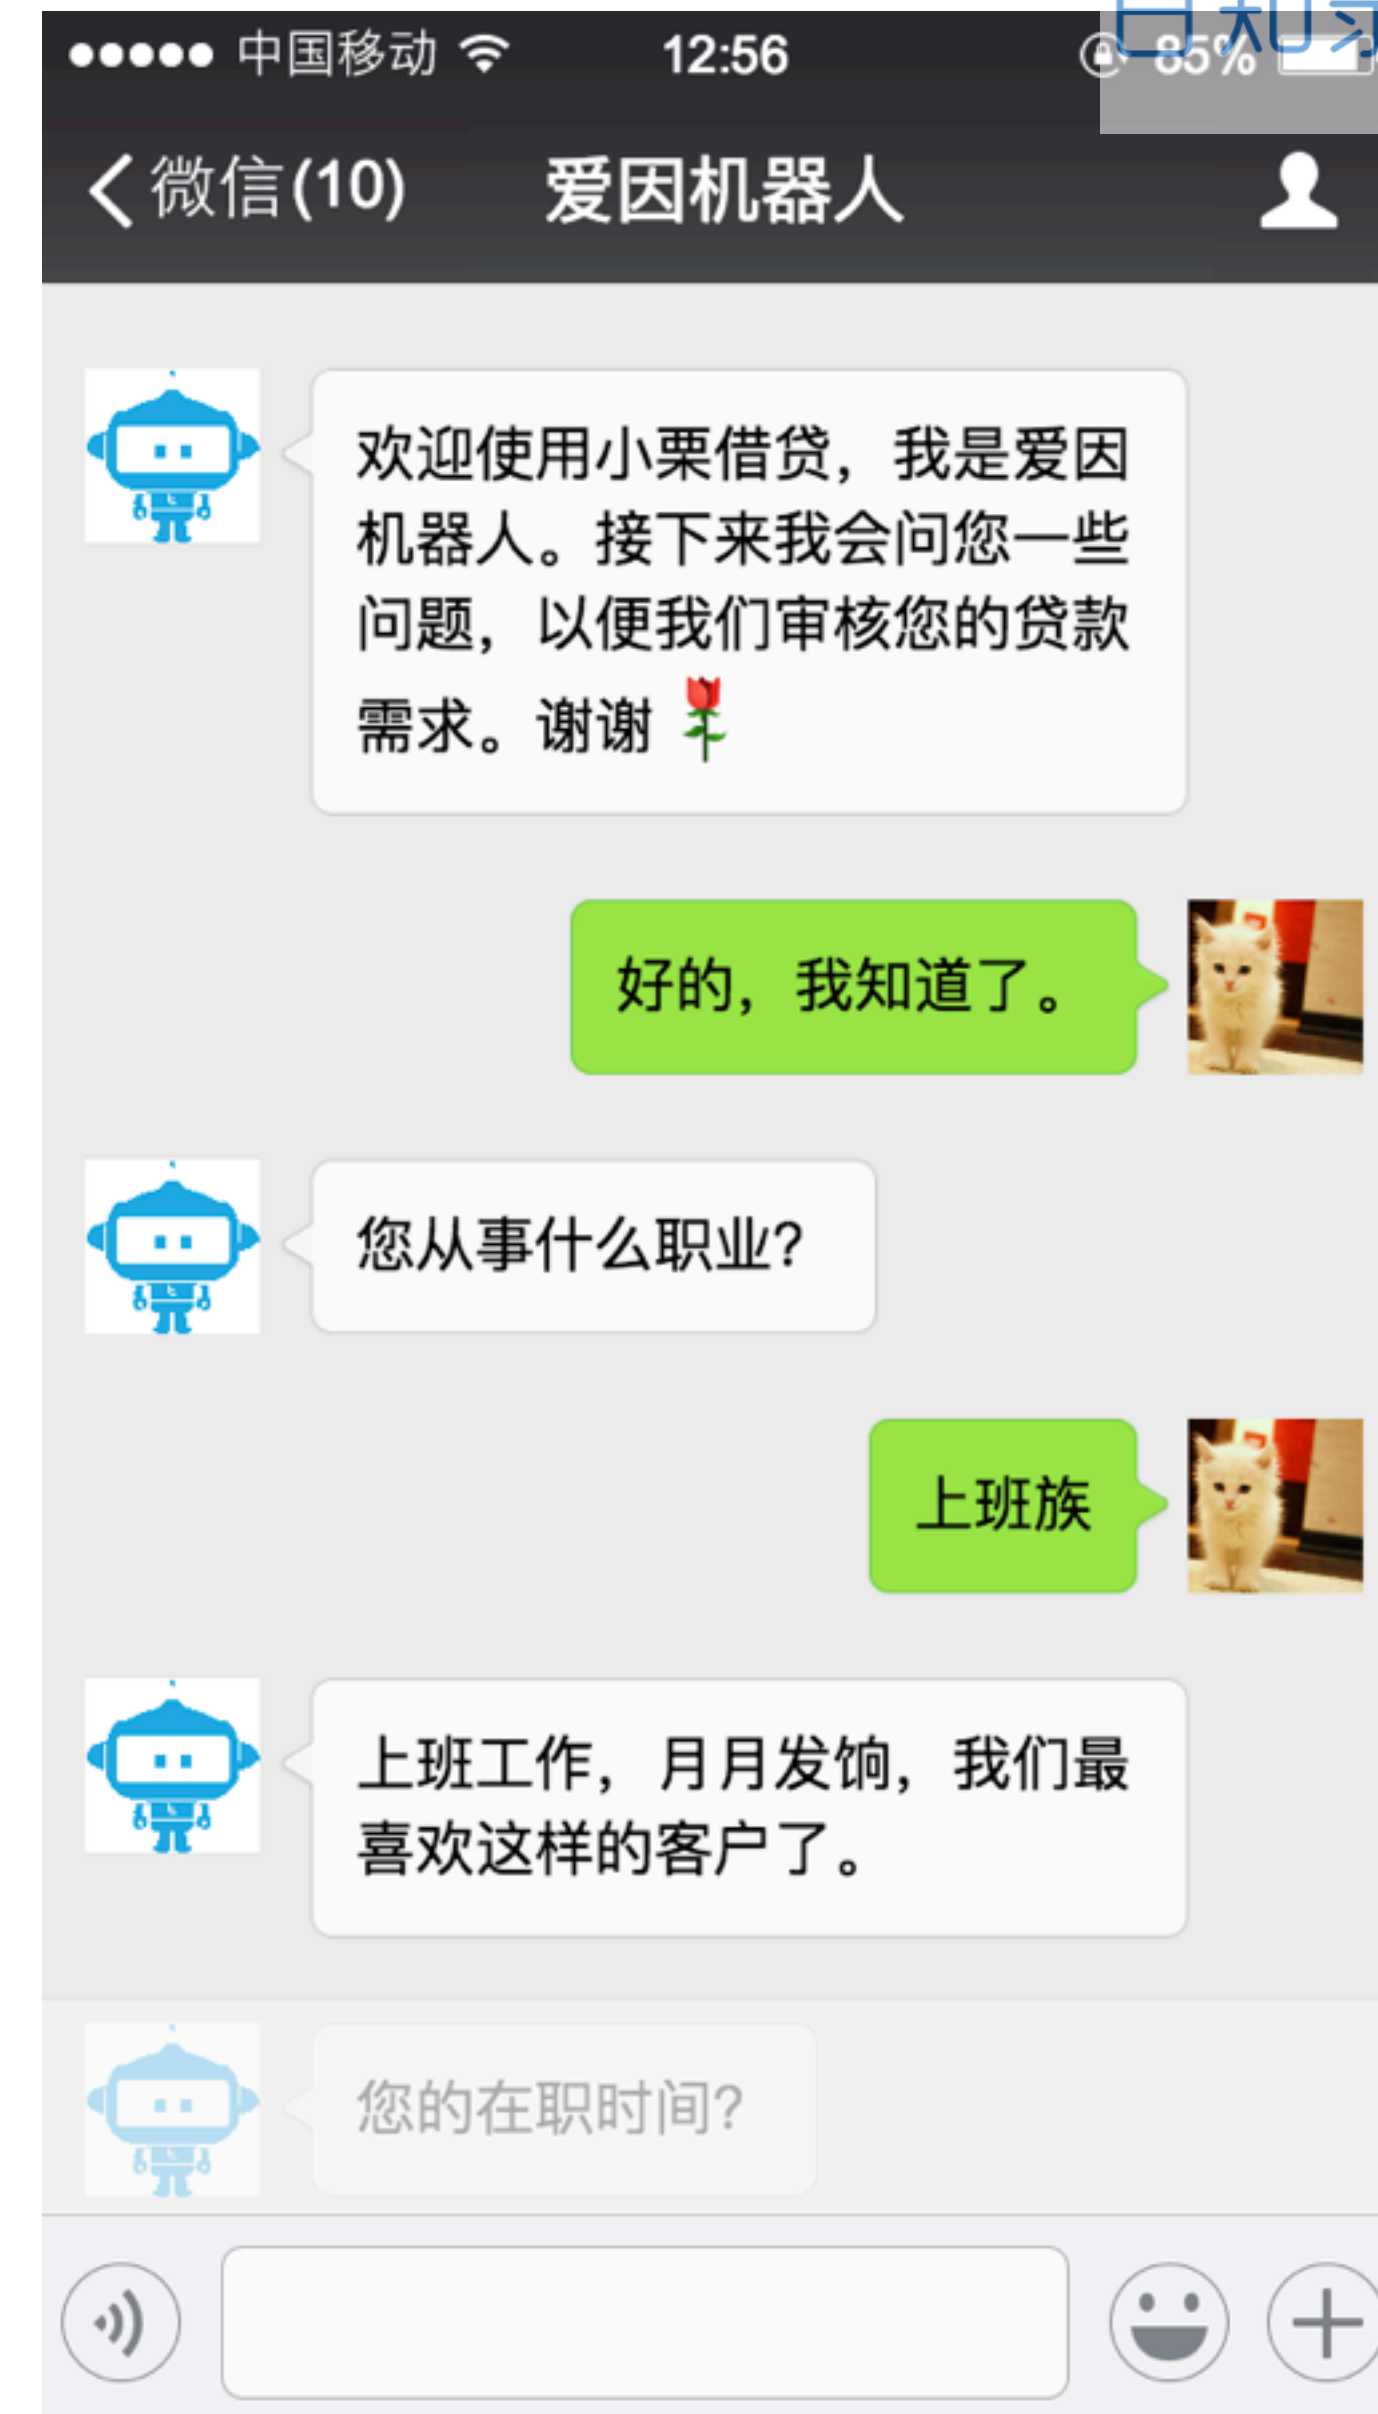 中国移动 12:56 85%
微信(10) 爱因机器人
欢迎使用小栗借贷，我是爱因
机器人。接下来我会问您一些
问题，以便我们审核您的贷款
需求。谢谢
好的，我知道了。
您从事什么职业?
上班族
上班工作，月月发饷，我们最
喜欢这样的客户了。
您的在职时间?